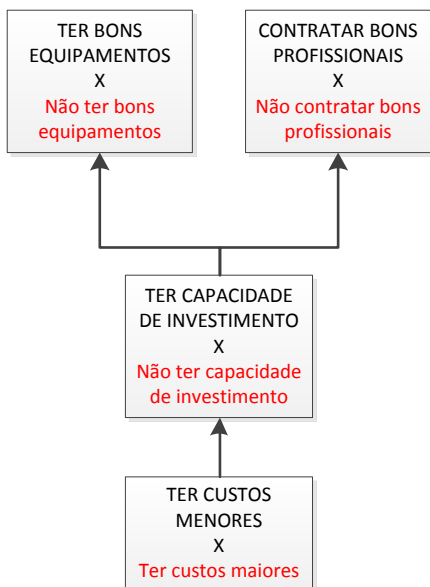 TER BONS
EQUIPAMENTOS
X
Não ter bons
equipamentos
CONTRATAR BONS
PROFISSIONAIS
X
Não contratar bons
profissionais
TER CAPACIDADE
DE INVESTIMENTO
X
Não ter capacidade
de investimento
TER CUSTOS
MENORES
X
Ter custos maiores